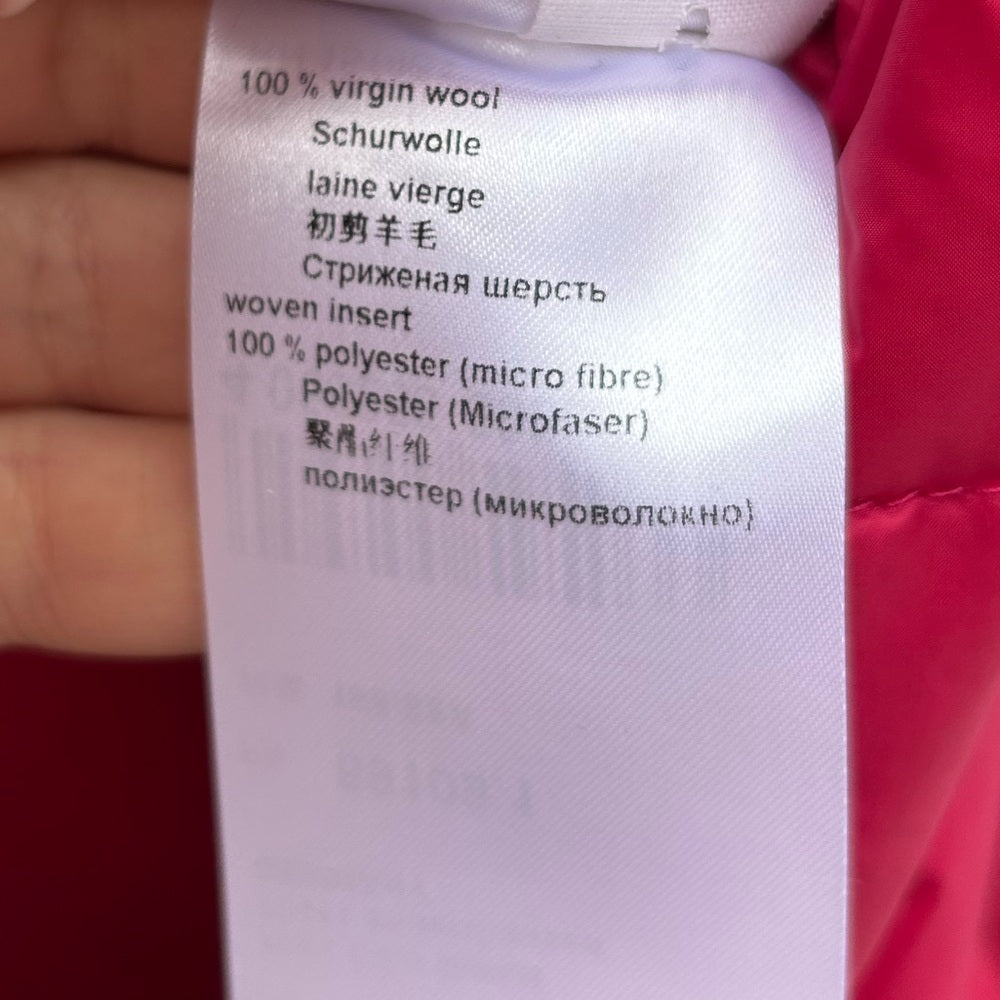 100 % virgin wool
Schurwolle
laine vierge
初剪羊毛
Стриженая шерсть
woven insert
100 % polyester (micro fibre)
Polyester (Microfaser)
聚酯纤维
полиэстер (микроволокно)